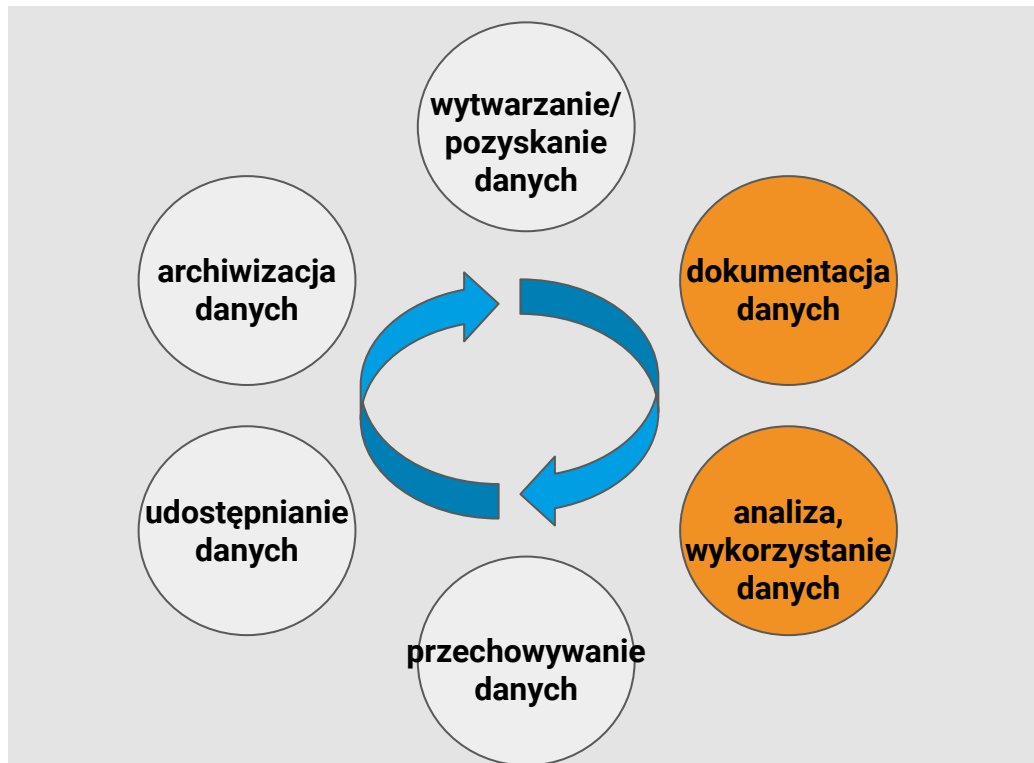 wytwarzanie/
pozyskanie
danych
dokumentacja
danych
analiza,
wykorzystanie
danych
przechowywanie
danych
udostępnianie
danych
archiwizacja
danych